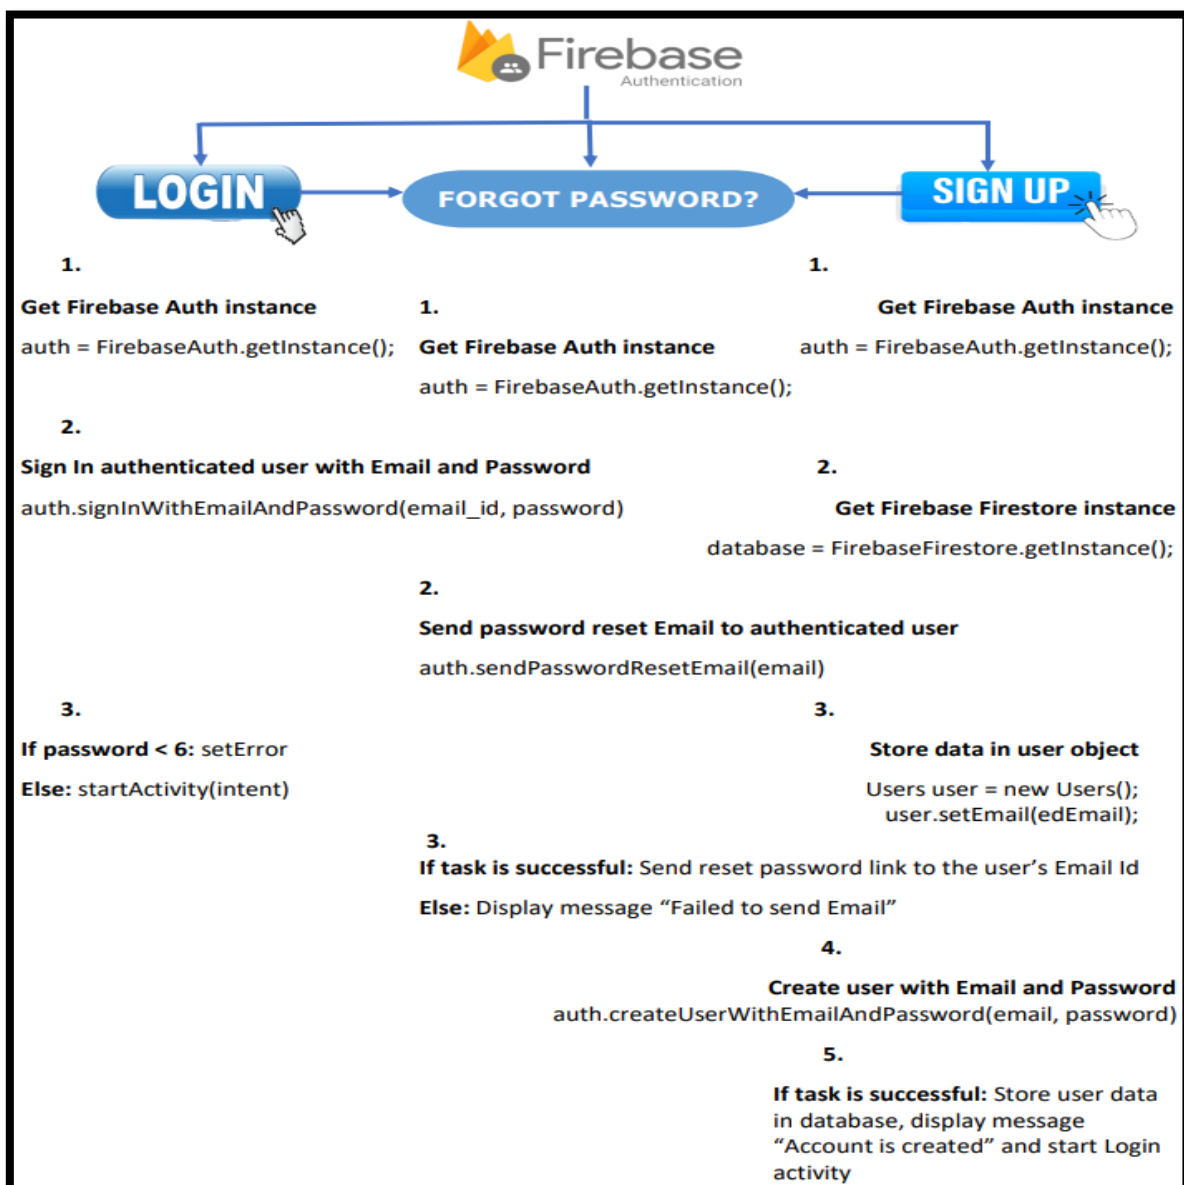 Firebase
Authentication
LOGIN
FORGOT PASSWORD?
SIGN UP
1.
Get Firebase Auth instance
auth = FirebaseAuth.getInstance();
2.
Sign In authenticated user with Email and Password
auth.signInWithEmailAndPassword(email_id, password)
3.
If password < 6: setError
Else: startActivity(intent)
1.
Get Firebase Auth instance
auth = FirebaseAuth.getInstance();
2.
Send password reset Email to authenticated user
auth.sendPasswordResetEmail(email)
3.
If task is successful: Send reset password link to the user’s Email Id
Else: Display message “Failed to send Email”
1.
Get Firebase Auth instance
auth = FirebaseAuth.getInstance();
2.
Get Firebase Firestore instance
database = FirebaseFirestore.getInstance();
3.
Store data in user object
Users user = new Users();
user.setEmail(edEmail);
4.
Create user with Email and Password
auth.createUserWithEmailAndPassword(email, password)
5.
If task is successful: Store user data
in database, display message
“Account is created” and start Login
activity